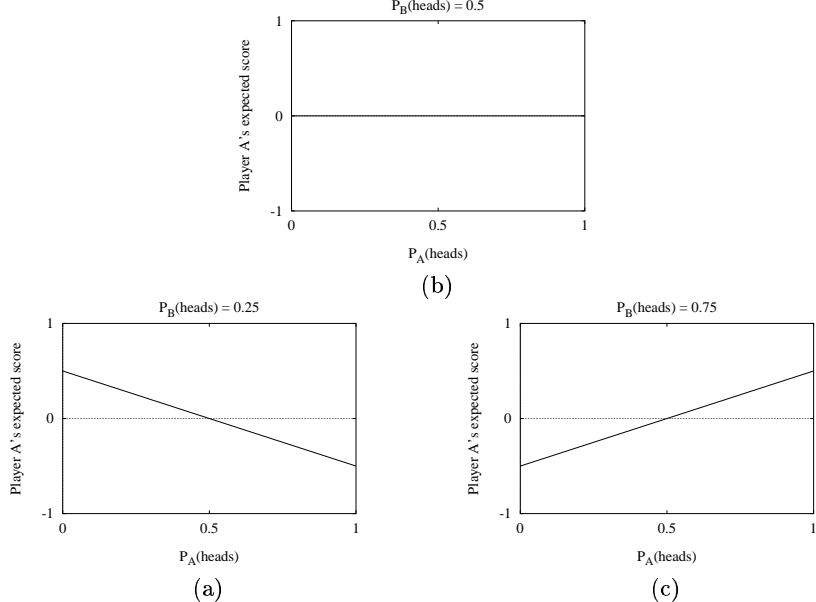 P_B(heads) = 0.5
1
Player A's expected score
0
-1
0 0.5 1
P_A(heads)
(b)
P_B(heads) = 0.25
1
Player A's expected score
0
-1
0 0.5 1
P_A(heads)
(a)
P_B(heads) = 0.75
1
Player A's expected score
0
-1
0 0.5 1
P_A(heads)
(c)